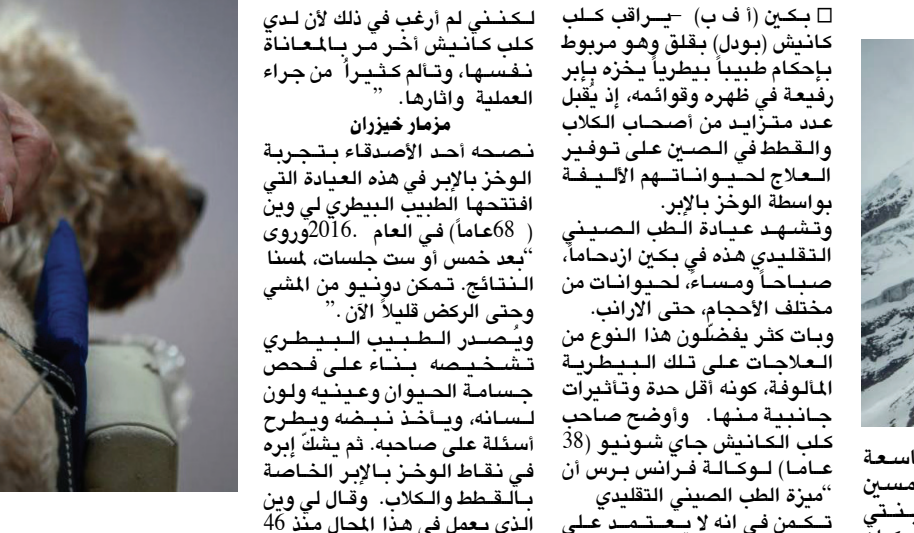 □ بكين (أ ف ب) –يـراقب كـلب
كانيش (بودل) بقلق وهو مربوط
بإحكام طبيباً بيطرياً يخزه بإبر
رفيعة في ظهره وقوائمه، إذ يُقبل
عدد متزايد من أصحاب الكلاب
والقطط في الصين على توفير
العلاج لحيواناتهم الأليفة
بواسطة الوخز بالإبر.
وتشهد عيادة الطب الصيني
التقليدي هذه في بكين ازدحاماً،
صباحاً ومساءً، لحيوانات من
مختلف الأحجام، حتى الارانب.
وبات كثر يفضّلون هذا النوع من
العلاجات على تلك البيطرية
المألوفة، كونه أقل حدة وتأثيرات
جانبية منها. وأوضح صاحب
كلب الكانيش جاي شونيو (38
عاما) لوكالة فرانس برس أن
“ميزة الطب الصيني التقليدي
تكمن في انه لا يعتمد على
لكنني لم أرغب في ذلك لأن لدي
كلب كانيش أخر مر بالمعاناة
نفسها، وتألم كثيراً من جراء
العملية واثارها. ”
مزمار خيزران
نصحه أحد الأصدقاء بتجربة
الوخز بالإبر في هذه العيادة التي
افتتحها الطبيب البيطري لي وين
( 68عاماً) في العام .2016وروى
“بعد خمس أو ست جلسات، لمسنا
النتائج. تمكن دونيو من المشي
وحتى الركض قليلاً الآن .”
ويُصدر الطبيب البيطري
تشخيصه بناء على فحص
جسامة الحيوان وعينيه ولون
لسانه، ويأخذ نبضه ويطرح
أسئلة على صاحبه. ثم يشكّ إبره
في نقاط الوخز بالإبر الخاصة
بالقطط والكلاب. وقال لي وين
الذي يعمل في هذا المجال منذ 46